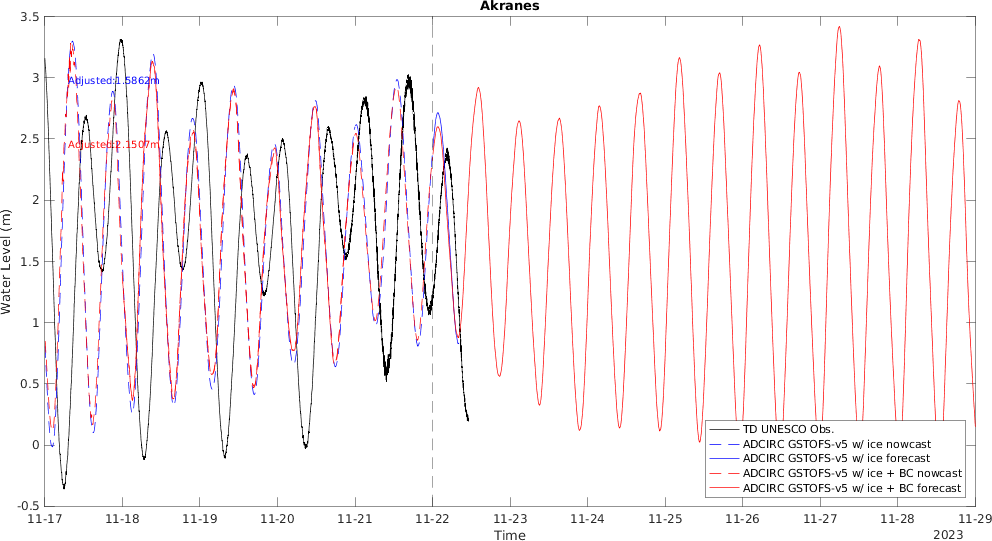 Akranes
3.5
3
2.5
2
1.5
1
0.5
0
-0.5
Water Level (m)
Adjusted:1.5862m
Adjusted:2.1507m
TD UNESCO Obs.
ADCIRC GSTOFS-v5 w/ ice nowcast
ADCIRC GSTOFS-v5 w/ ice forecast
ADCIRC GSTOFS-v5 w/ ice + BC nowcast
ADCIRC GSTOFS-v5 w/ ice + BC forecast
11-17 11-18 11-19 11-20 11-21 11-22 11-23 11-24 11-25 11-26 11-27 11-28 11-29
Time
2023